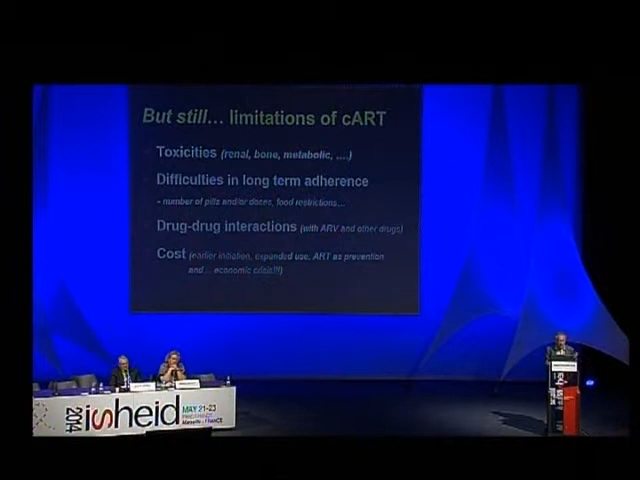 But still... limitations of cART
Toxicities (renal, bone, metabolic, ....)
Difficulties in long term adherence
- number of pills and/or doses, food restrictions...
Drug-drug interactions (with ARV and other drugs)
Cost (earlier initiation, expanded use, ART as prevention
and... economic crisis!!!)
2014
isheid
MAY 21-23
Marseille - FRANCE